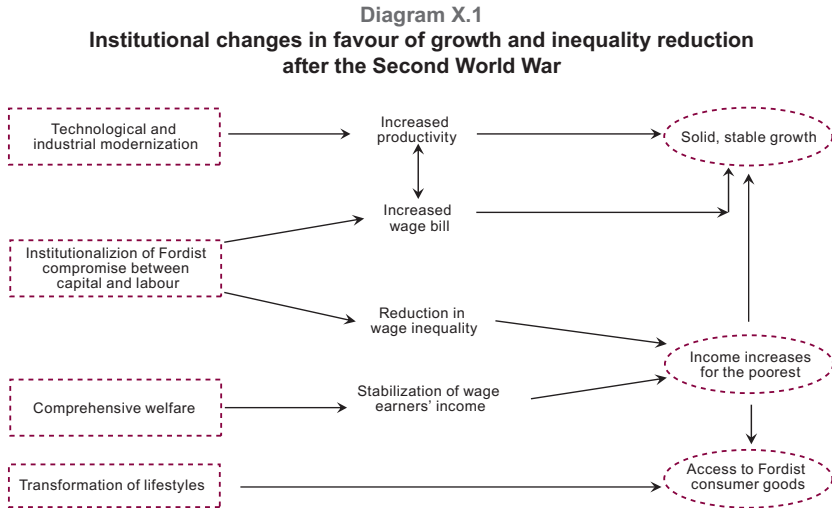 Diagram X.1
Institutional changes in favour of growth and inequality reduction
after the Second World War
Technological and
industrial modernization
Increased
productivity
Solid, stable growth
Increased
wage bill
Institutionalizion of Fordist
compromise between
capital and labour
Reduction in
wage inequality
Income increases
for the poorest
Comprehensive welfare
Stabilization of wage
earners’ income
Transformation of lifestyles
Access to Fordist
consumer goods